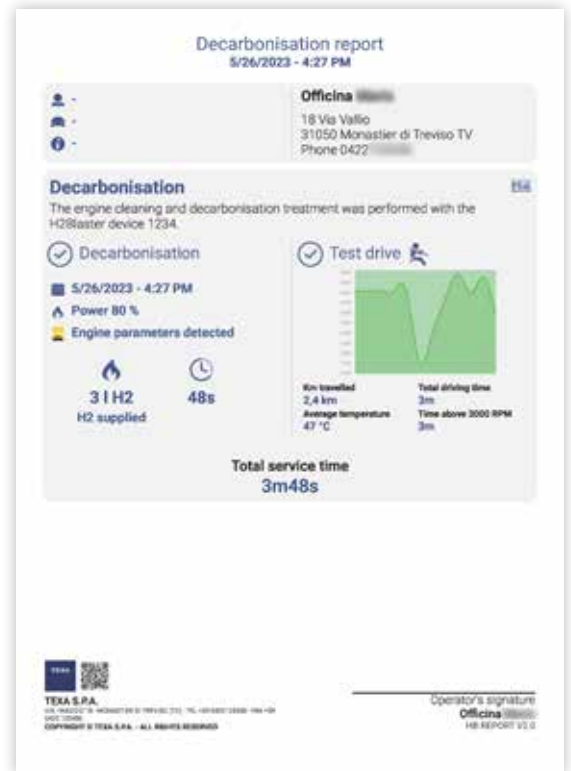 Decarbonisation report
5/26/2023 - 4:27 PM
-
-
-
Officina
18 Via Vallio
31050 Monastier di Treviso TV
Phone 0422
Decarbonisation
The engine cleaning and decarbonisation treatment was performed with the
H2Blaster device 1234.
Decarbonisation
5/26/2023 - 4:27 PM
Power 80 %
Engine parameters detected
3 l H2
H2 supplied
48s
Test drive
Km travelled
2,4 km
Total driving time
3m
Average temperature
47 °C
Time above 3000 RPM
3m
Total service time
3m48s
TEXA
TEXA S.P.A.
COPYRIGHT © TEXA S.P.A. - ALL RIGHTS RESERVED
Operator's signature
Officina
HB REPORT V2.0